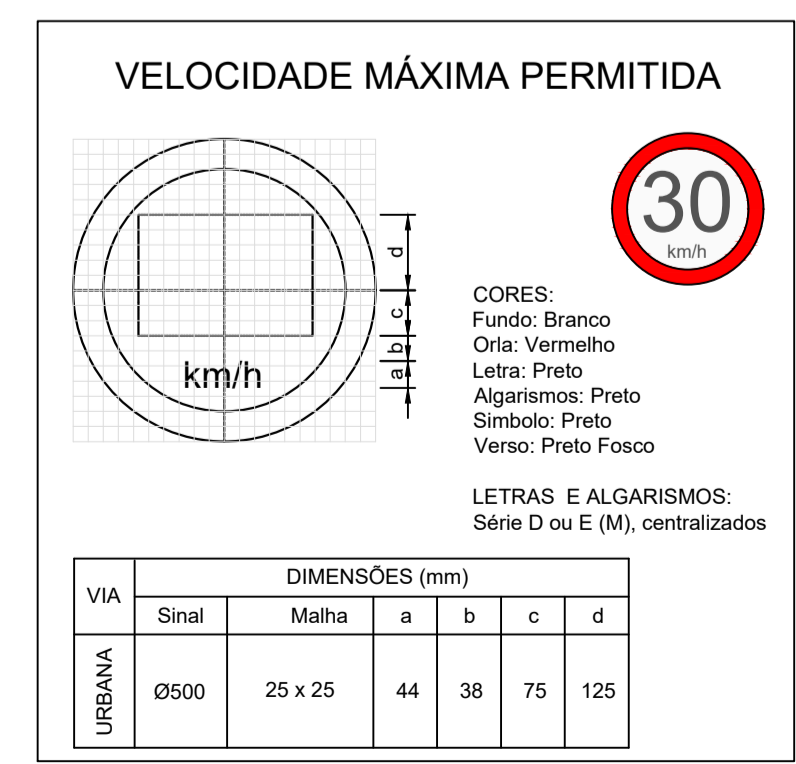 VELOCIDADE MÁXIMA PERMITIDA
30
km/h
d
c
b
a
km/h
CORES:
Fundo: Branco
Orla: Vermelho
Letra: Preto
Algarismos: Preto
Simbolo: Preto
Verso: Preto Fosco
LETRAS E ALGARISMOS:
Série D ou E (M), centralizados
VIA
DIMENSÕES (mm)
Sinal Malha a b c d
URBANA
Ø500 25 x 25 44 38 75 125